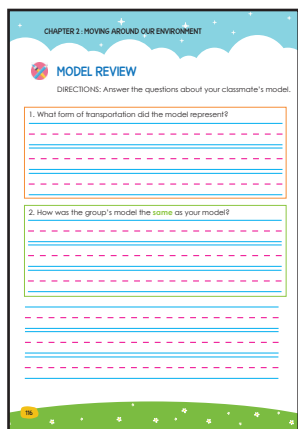 CHAPTER 2 : MOVING AROUND OUR ENVIRONMENT
MODEL REVIEW
DIRECTIONS: Answer the questions about your classmate's model.
1. What form of transportation did the model represent?
2. How was the group's model the same as your model?
116